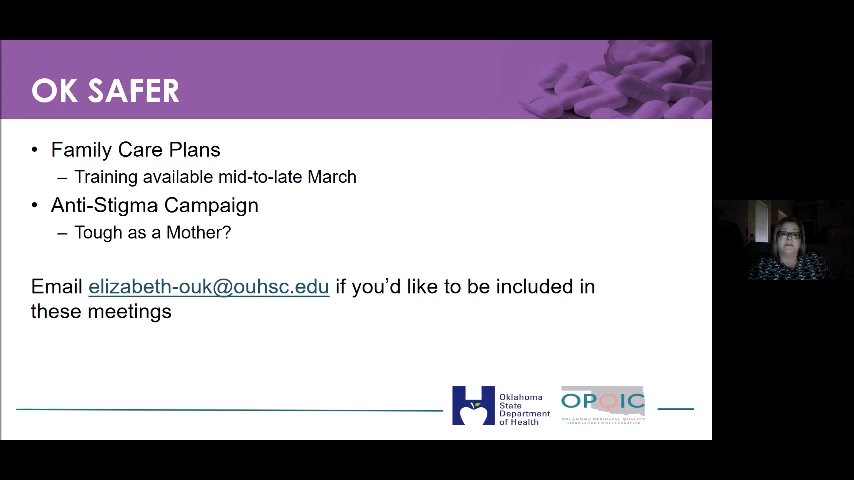 OK SAFER
• Family Care Plans
– Training available mid-to-late March
• Anti-Stigma Campaign
– Tough as a Mother?
Email elizabeth-ouk@ouhsc.edu if you’d like to be included in
these meetings
Oklahoma
State
Department
of Health
OPQIC
OKLAHOMA PERINATAL QUALITY
IMPROVEMENT COLLABORATIVE